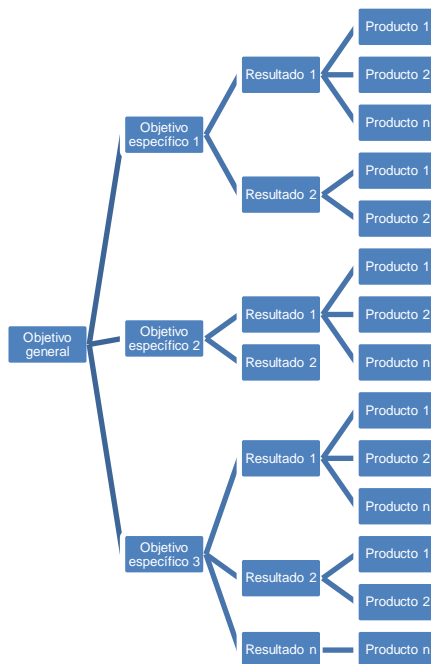 Objetivo
general
Objetivo
específico 1
Resultado 1
Producto 1
Producto 2
Producto n
Resultado 2
Producto 1
Producto 2
Objetivo
específico 2
Resultado 1
Producto 1
Producto 2
Producto n
Resultado 2
Objetivo
específico 3
Resultado 1
Producto 1
Producto 2
Producto n
Resultado 2
Producto 1
Producto 2
Resultado n
Producto n